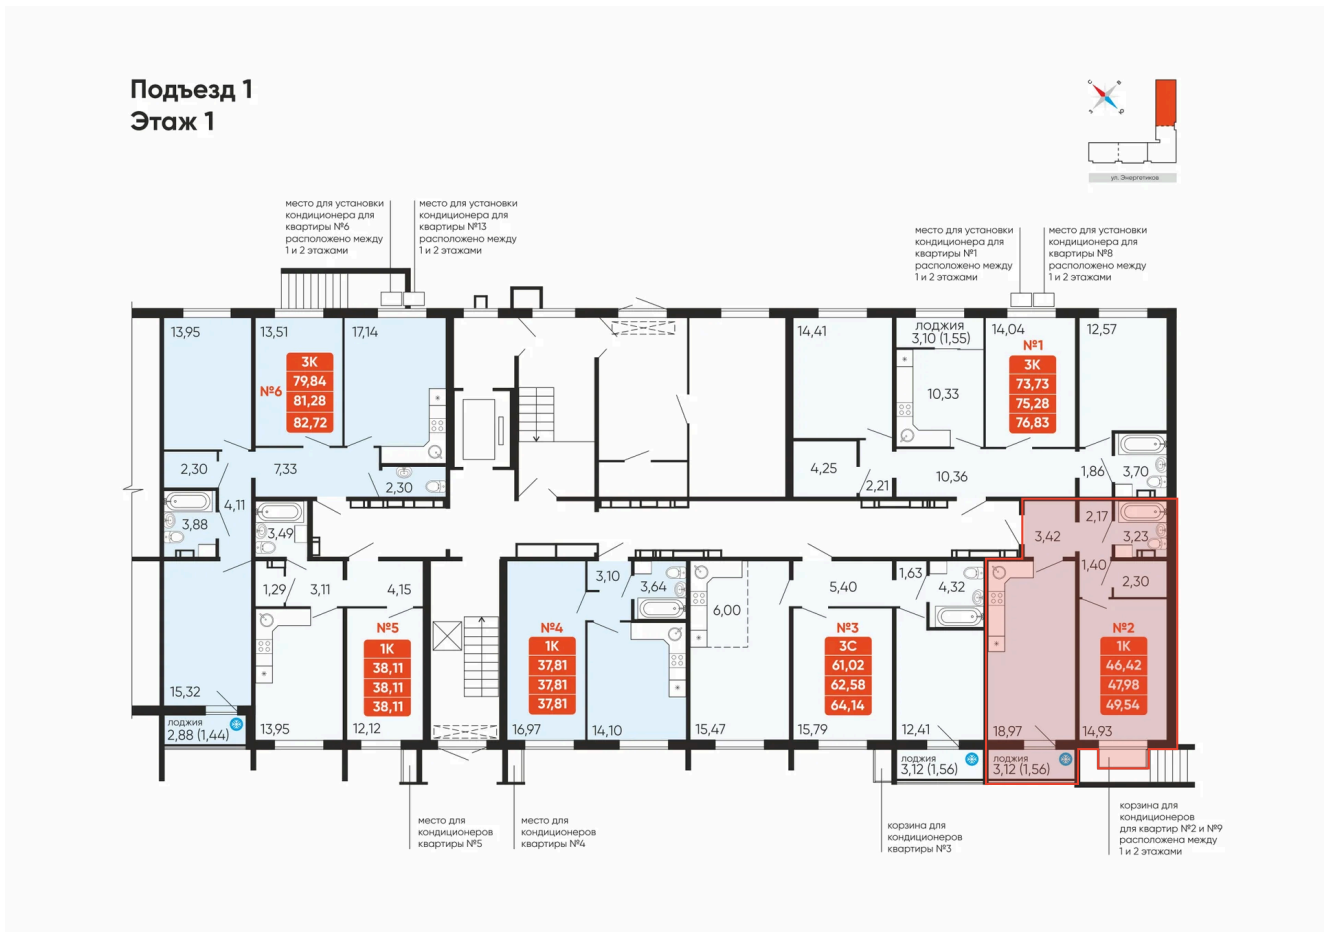 Подъезд 1
Этаж 1
С
В
З
Ю
ул. Энергетиков
место для установки
кондиционера для
квартиры №6
расположено между
1 и 2 этажами
место для установки
кондиционера для
квартиры №13
расположено между
1 и 2 этажами
место для установки
кондиционера для
квартиры №1
расположено между
1 и 2 этажами
место для установки
кондиционера для
квартиры №8
расположено между
1 и 2 этажами
13,95
13,51
17,14
№6
3К
79,84
81,28
82,72
2,30
7,33
2,30
4,11
3,88
3,49
15,32
лоджия
2,88 (1,44)
1,29
3,11
4,15
№5
1К
38,11
38,11
38,11
13,95
12,12
3,10
3,64
№4
1К
37,81
37,81
37,81
16,97
14,10
14,41
лоджия
3,10 (1,55)
14,04
12,57
№1
3К
73,73
75,28
76,83
10,33
4,25
2,21
10,36
1,86
3,70
6,00
5,40
1,63
4,32
№3
3С
61,02
62,58
64,14
15,47
15,79
12,41
лоджия
3,12 (1,56)
3,42
2,17
3,23
1,40
2,30
№2
1К
46,42
47,98
49,54
18,97
14,93
лоджия
3,12 (1,56)
место для
кондиционеров
квартиры №5
место для
кондиционеров
квартиры №4
корзина для
кондиционеров
квартиры №3
корзина для
кондиционеров
для квартир №2 и №9
расположена между
1 и 2 этажами